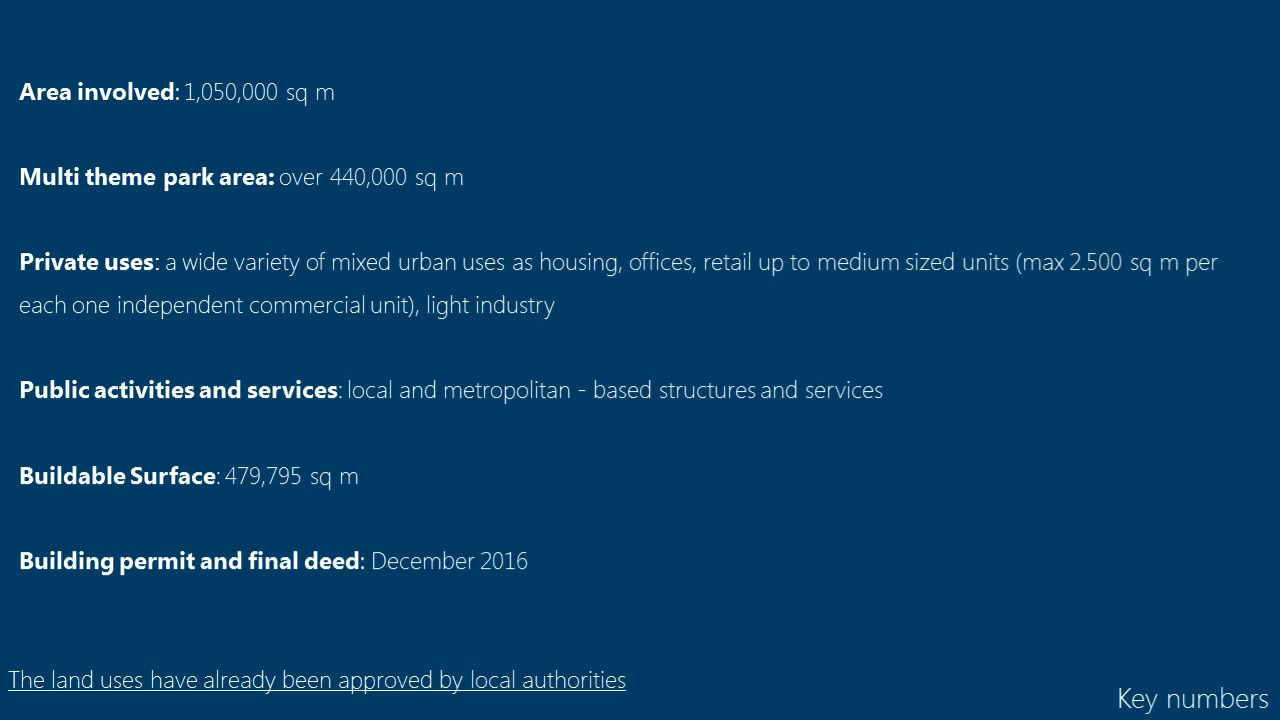 Area involved: 1,050,000 sq m
Multi theme park area: over 440,000 sq m
Private uses: a wide variety of mixed urban uses as housing, offices, retail up to medium sized units (max 2.500 sq m per
each one independent commercial unit), light industry
Public activities and services: local and metropolitan - based structures and services
Buildable Surface: 479,795 sq m
Building permit and final deed: December 2016
The land uses have already been approved by local authorities
Key numbers